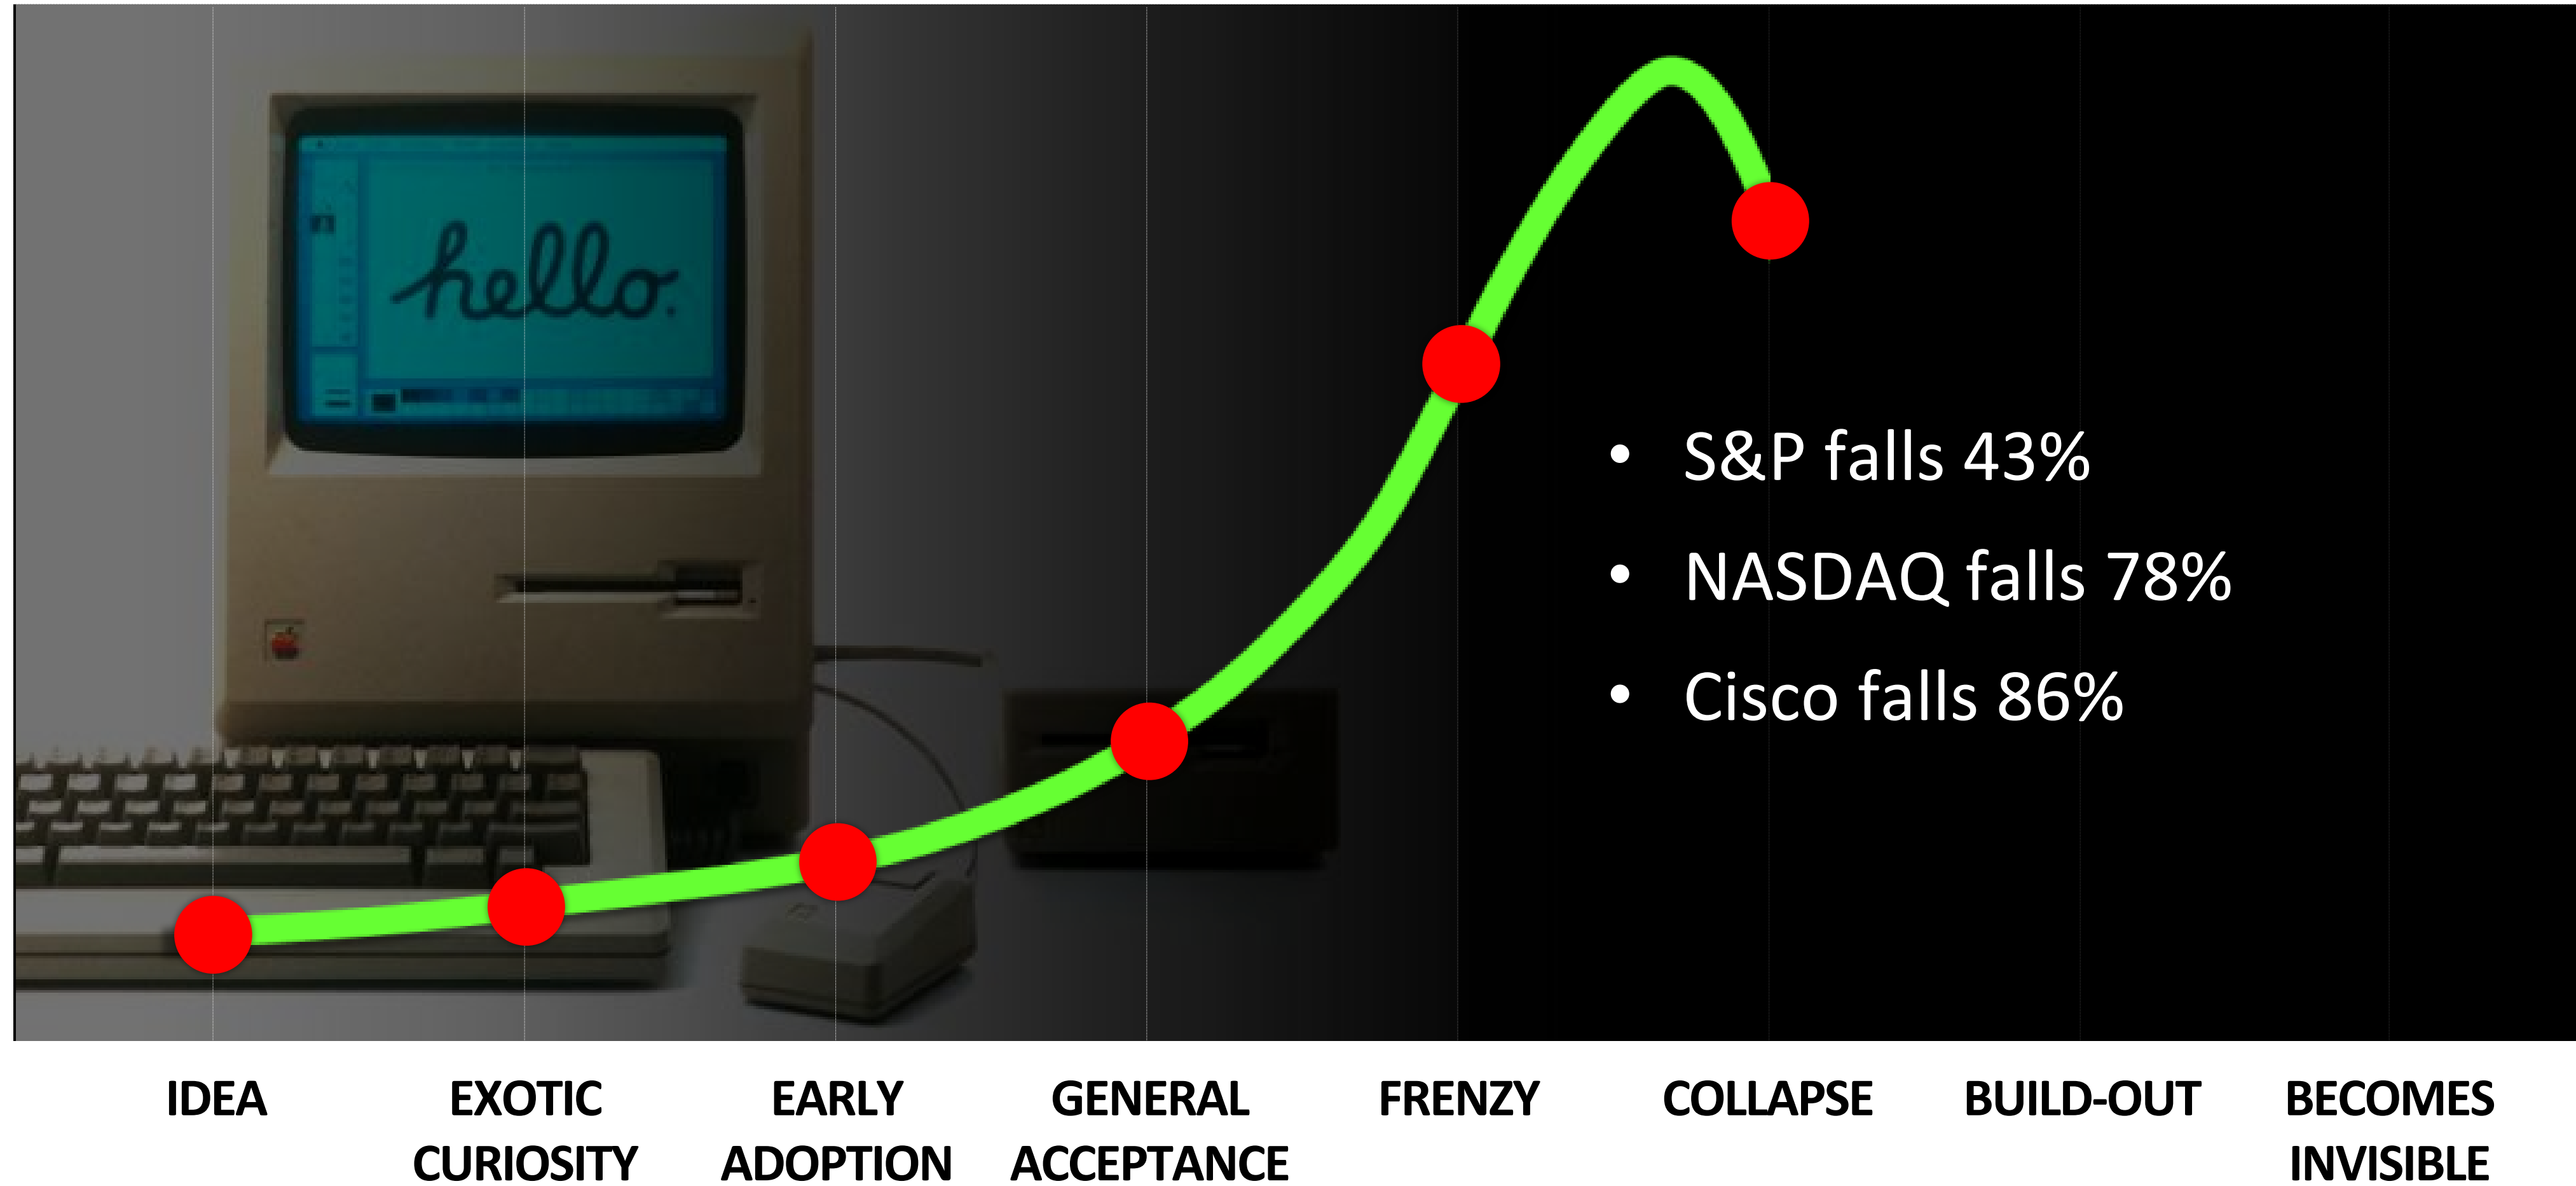 hello.
• S&P falls 43%
• NASDAQ falls 78%
• Cisco falls 86%
IDEA
EXOTIC
CURIOSITY
EARLY
ADOPTION
GENERAL
ACCEPTANCE
FRENZY
COLLAPSE
BUILD-OUT
BECOMES
INVISIBLE